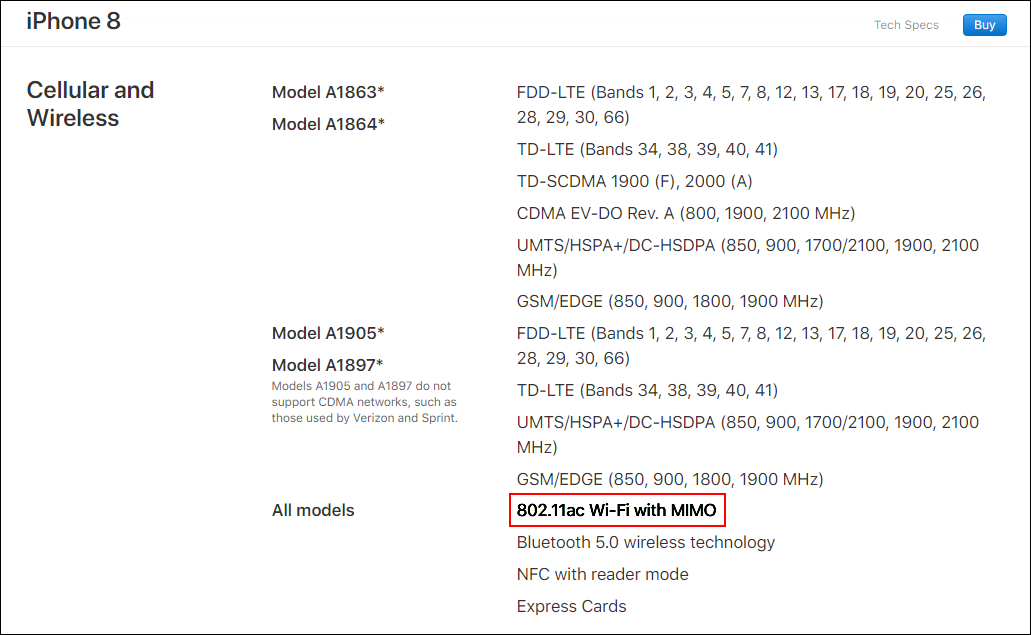 iPhone 8
Tech Specs
Buy
Cellular and
Wireless
Model A1863*
Model A1864*
FDD-LTE (Bands 1, 2, 3, 4, 5, 7, 8, 12, 13, 17, 18, 19, 20, 25, 26,
28, 29, 30, 66)
TD-LTE (Bands 34, 38, 39, 40, 41)
TD-SCDMA 1900 (F), 2000 (A)
CDMA EV-DO Rev. A (800, 1900, 2100 MHz)
UMTS/HSPA+/DC-HSDPA (850, 900, 1700/2100, 1900, 2100
MHz)
GSM/EDGE (850, 900, 1800, 1900 MHz)
Model A1905*
Model A1897*
Models A1905 and A1897 do not
support CDMA networks, such as
those used by Verizon and Sprint.
FDD-LTE (Bands 1, 2, 3, 4, 5, 7, 8, 12, 13, 17, 18, 19, 20, 25, 26,
28, 29, 30, 66)
TD-LTE (Bands 34, 38, 39, 40, 41)
UMTS/HSPA+/DC-HSDPA (850, 900, 1700/2100, 1900, 2100
MHz)
GSM/EDGE (850, 900, 1800, 1900 MHz)
All models
802.11ac Wi-Fi with MIMO
Bluetooth 5.0 wireless technology
NFC with reader mode
Express Cards